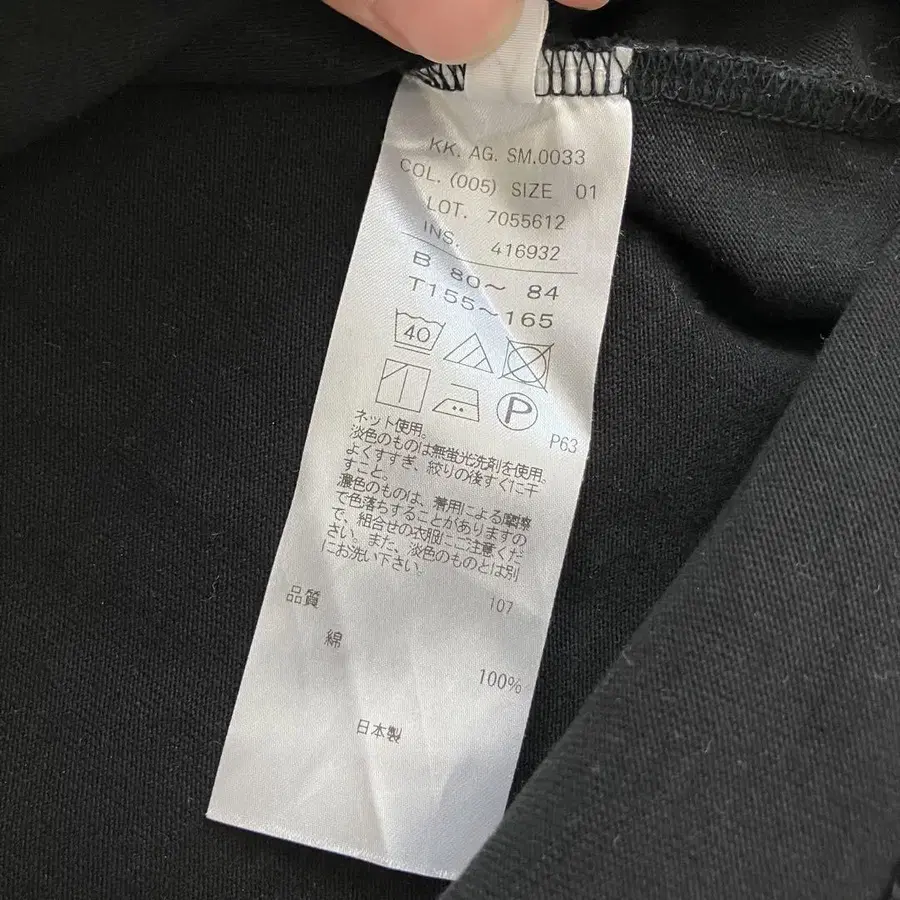 KK. AG. SM.0033
COL. (005) SIZE 01
LOT. 7055612
INS. 416932
B 80〜 84
T155〜165
40
P
P63
ネット使用。
淡色のものは無蛍光洗剤を使用。
よくすすぎ、絞りの後すぐに干
すこと。
濃色のものは、着用による摩擦
で色落ちすることがありますの
で、組合せの衣服にご注意くだ
さい。また、淡色のものとは別
にお洗い下さい。
107
品質
綿
100%
日本製